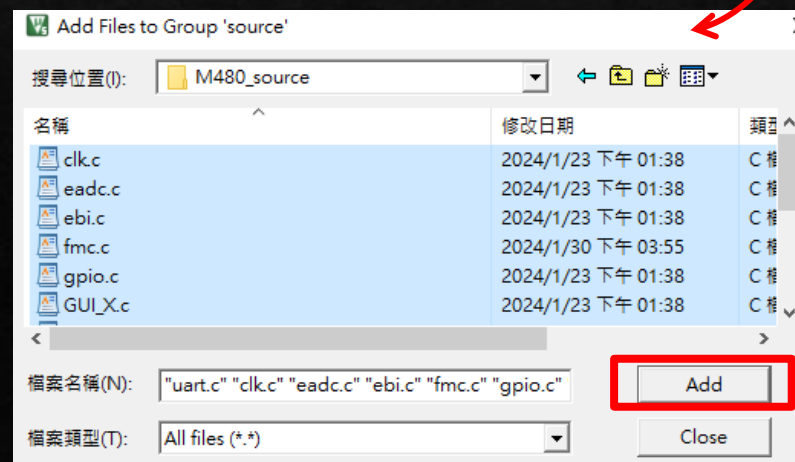 Add Files to Group 'source'
搜尋位置(I): M480_source
名稱 修改日期 類型
clk.c 2024/1/23 下午 01:38 C 檔
eadc.c 2024/1/23 下午 01:38 C 檔
ebi.c 2024/1/23 下午 01:38 C 檔
fmc.c 2024/1/30 下午 03:55 C 檔
gpio.c 2024/1/23 下午 01:38 C 檔
GUI_X.c 2024/1/23 下午 01:38 C 檔
檔案名稱(N): "uart.c" "clk.c" "eadc.c" "ebi.c" "fmc.c" "gpio.c" Add
檔案類型(T): All files (*.*) Close